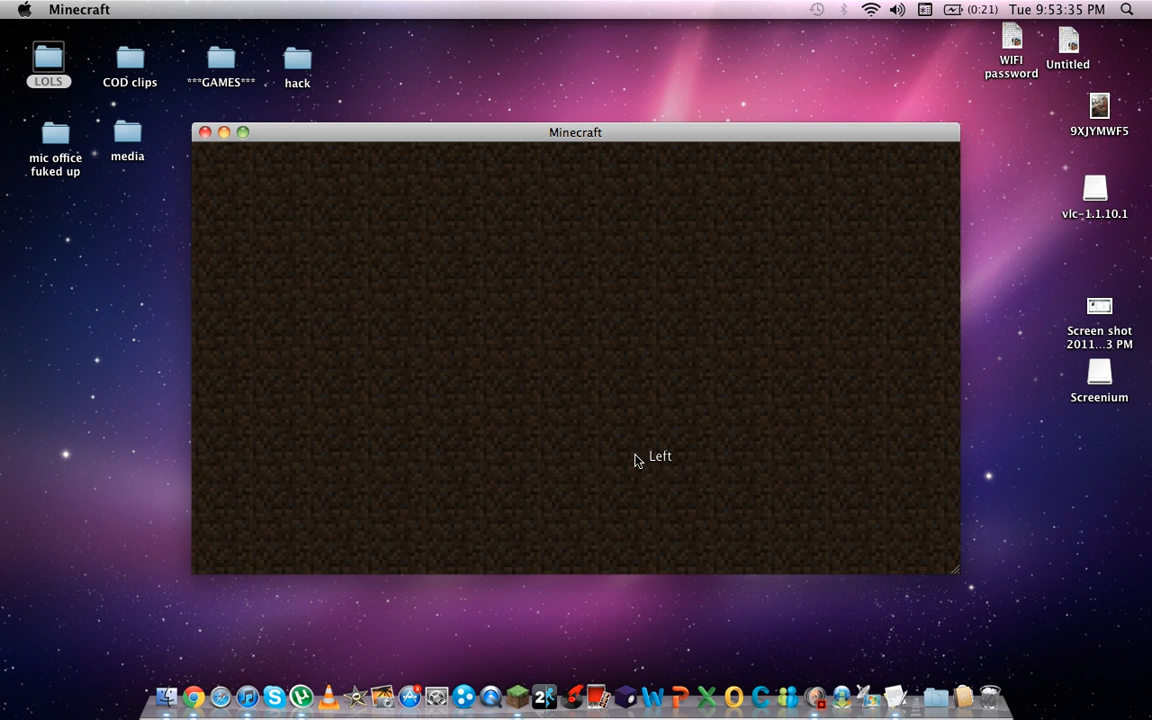 Minecraft
(0:21) Tue 9:53:35 PM
LOLS
COD clips
***GAMES***
hack
WIFI
password
Untitled
mic office
fuked up
media
Minecraft
9XJYMWF5
vlc-1.1.10.1
Screen shot
2011...3 PM
Screenium
Left